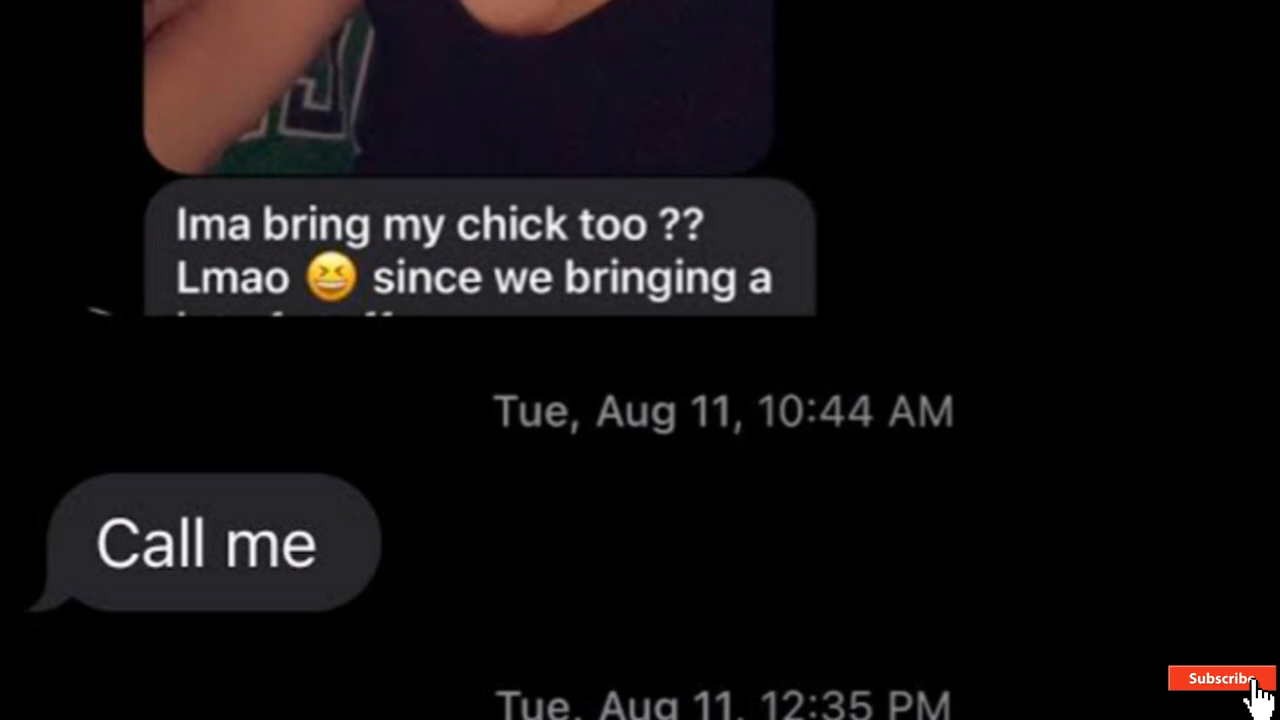 Ima bring my chick too ??
Lmao 😆 since we bringing a
Tue, Aug 11, 10:44 AM
Call me
Tue, Aug 11, 12:35 PM
Subscribe